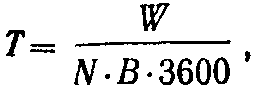 T = W / N · B · 3600 ,